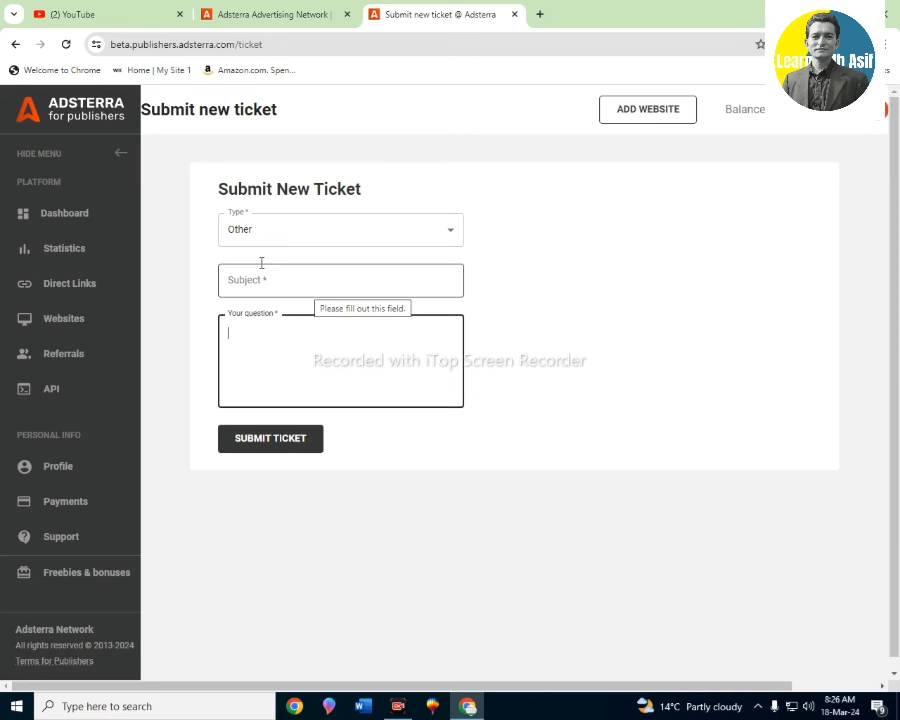 (2) YouTube
Adsterra Advertising Network |
Submit new ticket @ Adsterra
beta.publishers.adsterra.com/ticket
Welcome to Chrome
WIX Home | My Site 1
a Amazon.com. Spen...
Learn With Asif
ADSTERRA
for publishers
Submit new ticket
ADD WEBSITE
Balance
HIDE MENU
PLATFORM
Dashboard
Statistics
Direct Links
Websites
Referrals
API
PERSONAL INFO
Profile
Payments
Support
Freebies & bonuses
Adsterra Network
All rights reserved © 2013-2024
Terms for Publishers
Submit New Ticket
Type *
Other
Subject *
Please fill out this field.
Your question *
Recorded with iTop Screen Recorder
SUBMIT TICKET
Type here to search
14°C Partly cloudy
8:26 AM
18-Mar-24
9